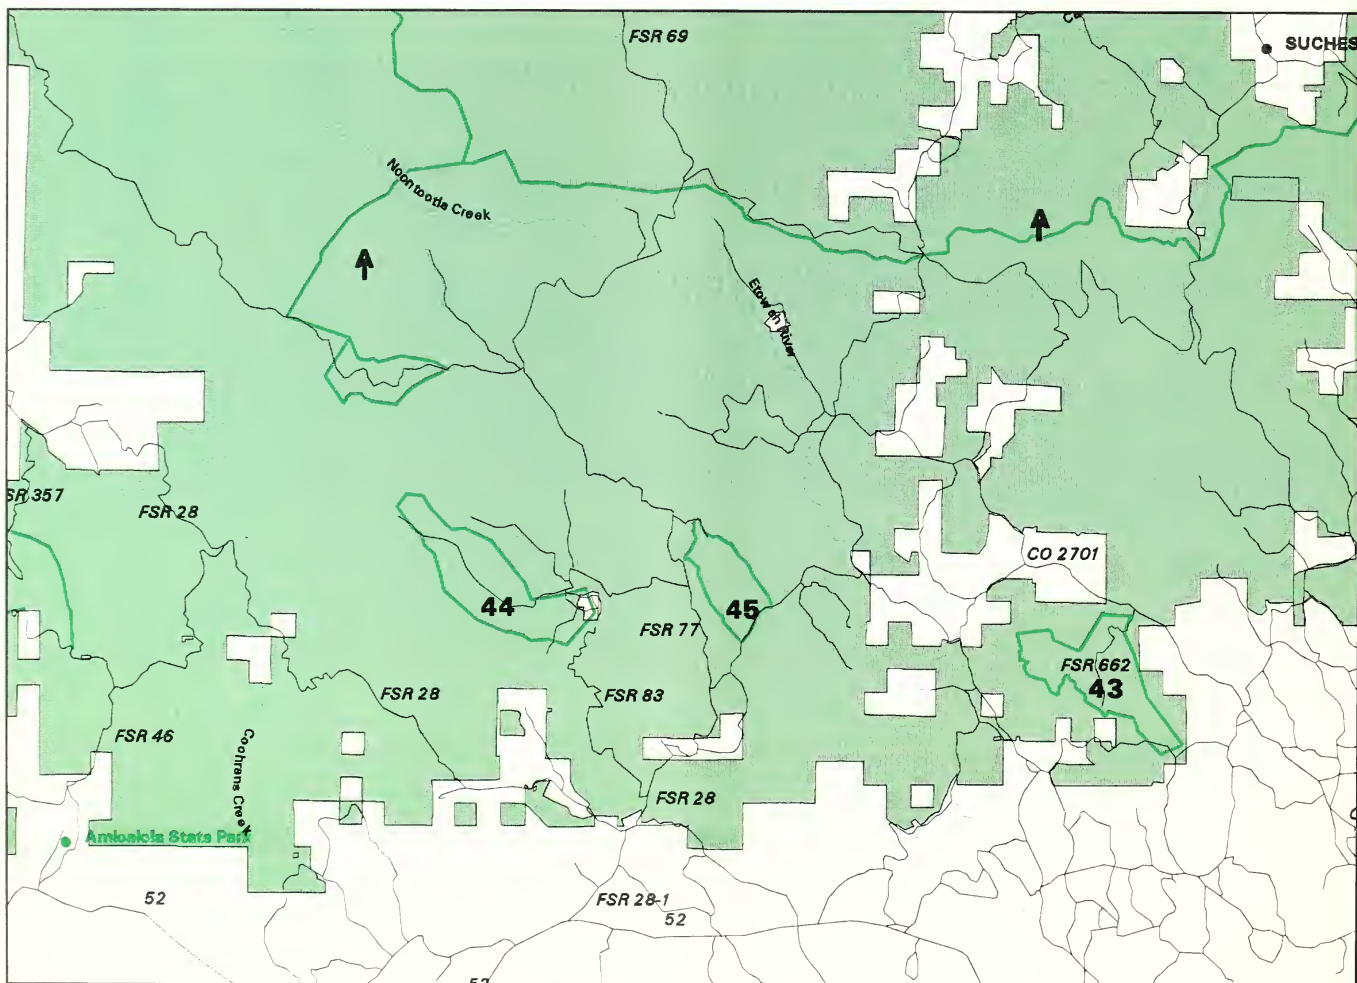 FSR 69
SUCHES
Noontootla Creek
Etowah River
SR 357
FSR 28
CO 2701
44
45
FSR 77
FSR 662
43
FSR 28
FSR 83
FSR 46
Cochrans Creek
FSR 28
Amicalola State Park
52
FSR 28-1
52
52